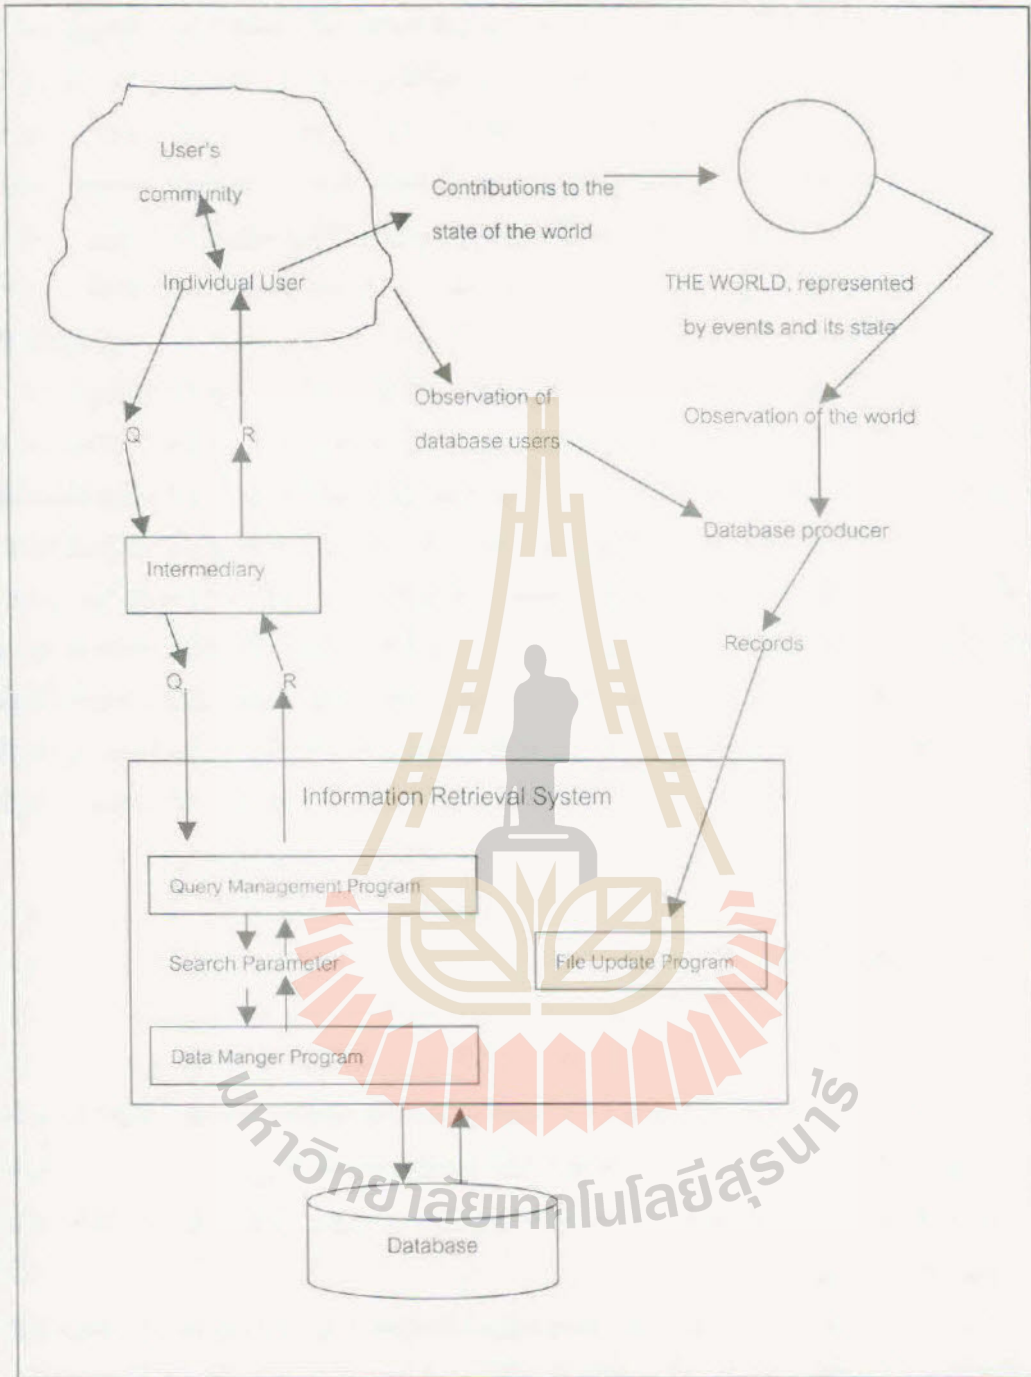 User's
community
Individual User
Contributions to the
state of the world
THE WORLD, represented
by events and its state
Observation of
database users
Observation of the world
Q
R
Database producer
Intermediary
Records
Q
R
Information Retrieval System
Query Management Program
Search Parameter
File Update Program
Data Manger Program
Database
มหาวิทยาลัยเทคโนโลยีสุรนารี